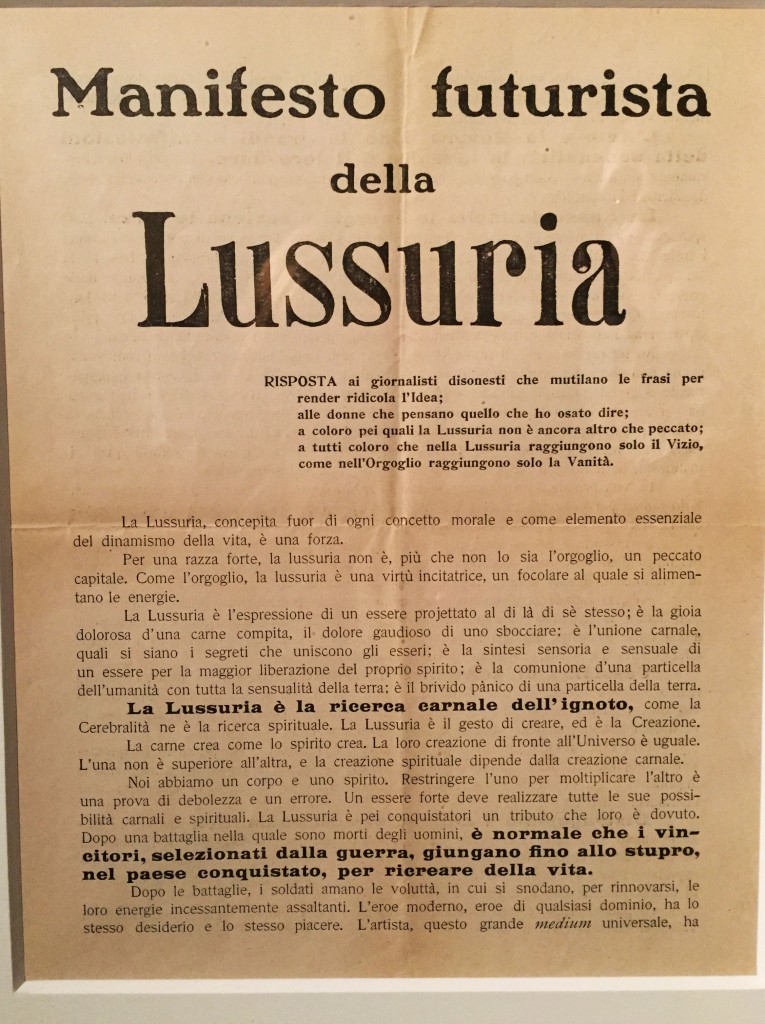 Manifesto futurista
della
Lussuria
RISPOSTA ai giornalisti disonesti che mutilano le frasi per
render ridicola l'Idea;
alle donne che pensano quello che ho osato dire;
a coloro pei quali la Lussuria non è ancora altro che peccato;
a tutti coloro che nella Lussuria raggiungono solo il Vizio,
come nell'Orgoglio raggiungono solo la Vanità.
La Lussuria, concepita fuor di ogni concetto morale e come elemento essenziale
del dinamismo della vita, è una forza.
Per una razza forte, la lussuria non è, più che non lo sia l'orgoglio, un peccato
capitale. Come l'orgoglio, la lussuria è una virtù incitatrice, un focolare al quale si alimen-
tano le energie.
La Lussuria è l'espressione di un essere projettato al di là di sè stesso; è la gioia
dolorosa d'una carne compita, il dolore gaudioso di uno sbocciare; è l'unione carnale,
quali si siano i segreti che uniscono gli esseri; è la sintesi sensoria e sensuale di
un essere per la maggior liberazione del proprio spirito; è la comunione d'una particella
dell'umanità con tutta la sensualità della terra; è il brivido pànico di una particella della terra.
La Lussuria è la ricerca carnale dell'ignoto, come la
Cerebralità ne è la ricerca spirituale. La Lussuria è il gesto di creare, ed è la Creazione.
La carne crea come lo spirito crea. La loro creazione di fronte all'Universo è uguale.
L'una non è superiore all'altra, e la creazione spirituale dipende dalla creazione carnale.
Noi abbiamo un corpo e uno spirito. Restringere l'uno per moltiplicare l'altro è
una prova di debolezza e un errore. Un essere forte deve realizzare tutte le sue possi-
bilità carnali e spirituali. La Lussuria è pei conquistatori un tributo che loro è dovuto.
Dopo una battaglia nella quale sono morti degli uomini, è normale che i vin-
citori, selezionati dalla guerra, giungano fino allo stupro,
nel paese conquistato, per ricreare della vita.
Dopo le battaglie, i soldati amano le voluttà, in cui si snodano, per rinnovarsi, le
loro energie incessantemente assaltanti. L'eroe moderno, eroe di qualsiasi dominio, ha lo
stesso desiderio e lo stesso piacere. L'artista, questo grande medium universale, ha